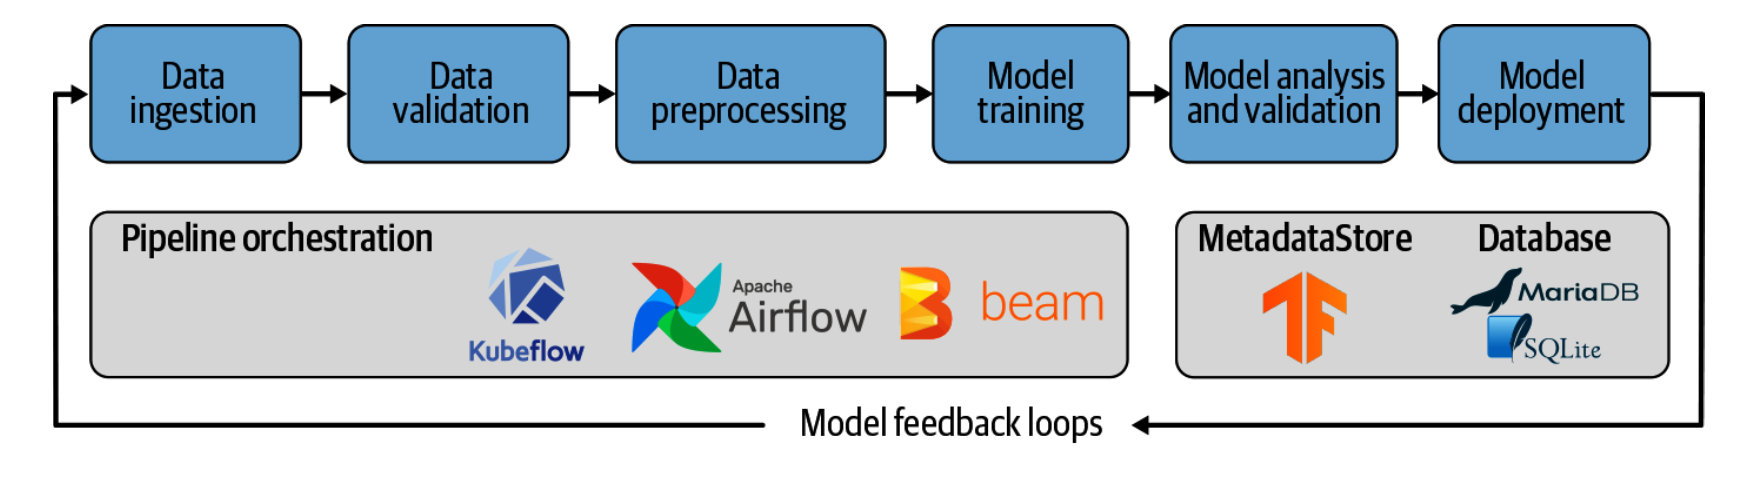 Data
ingestion
Data
validation
Data
preprocessing
Model
training
Model analysis
and validation
Model
deployment
Pipeline orchestration
Kubeflow
Apache
Airflow
beam
MetadataStore
Database
MariaDB
SQLite
Model feedback loops